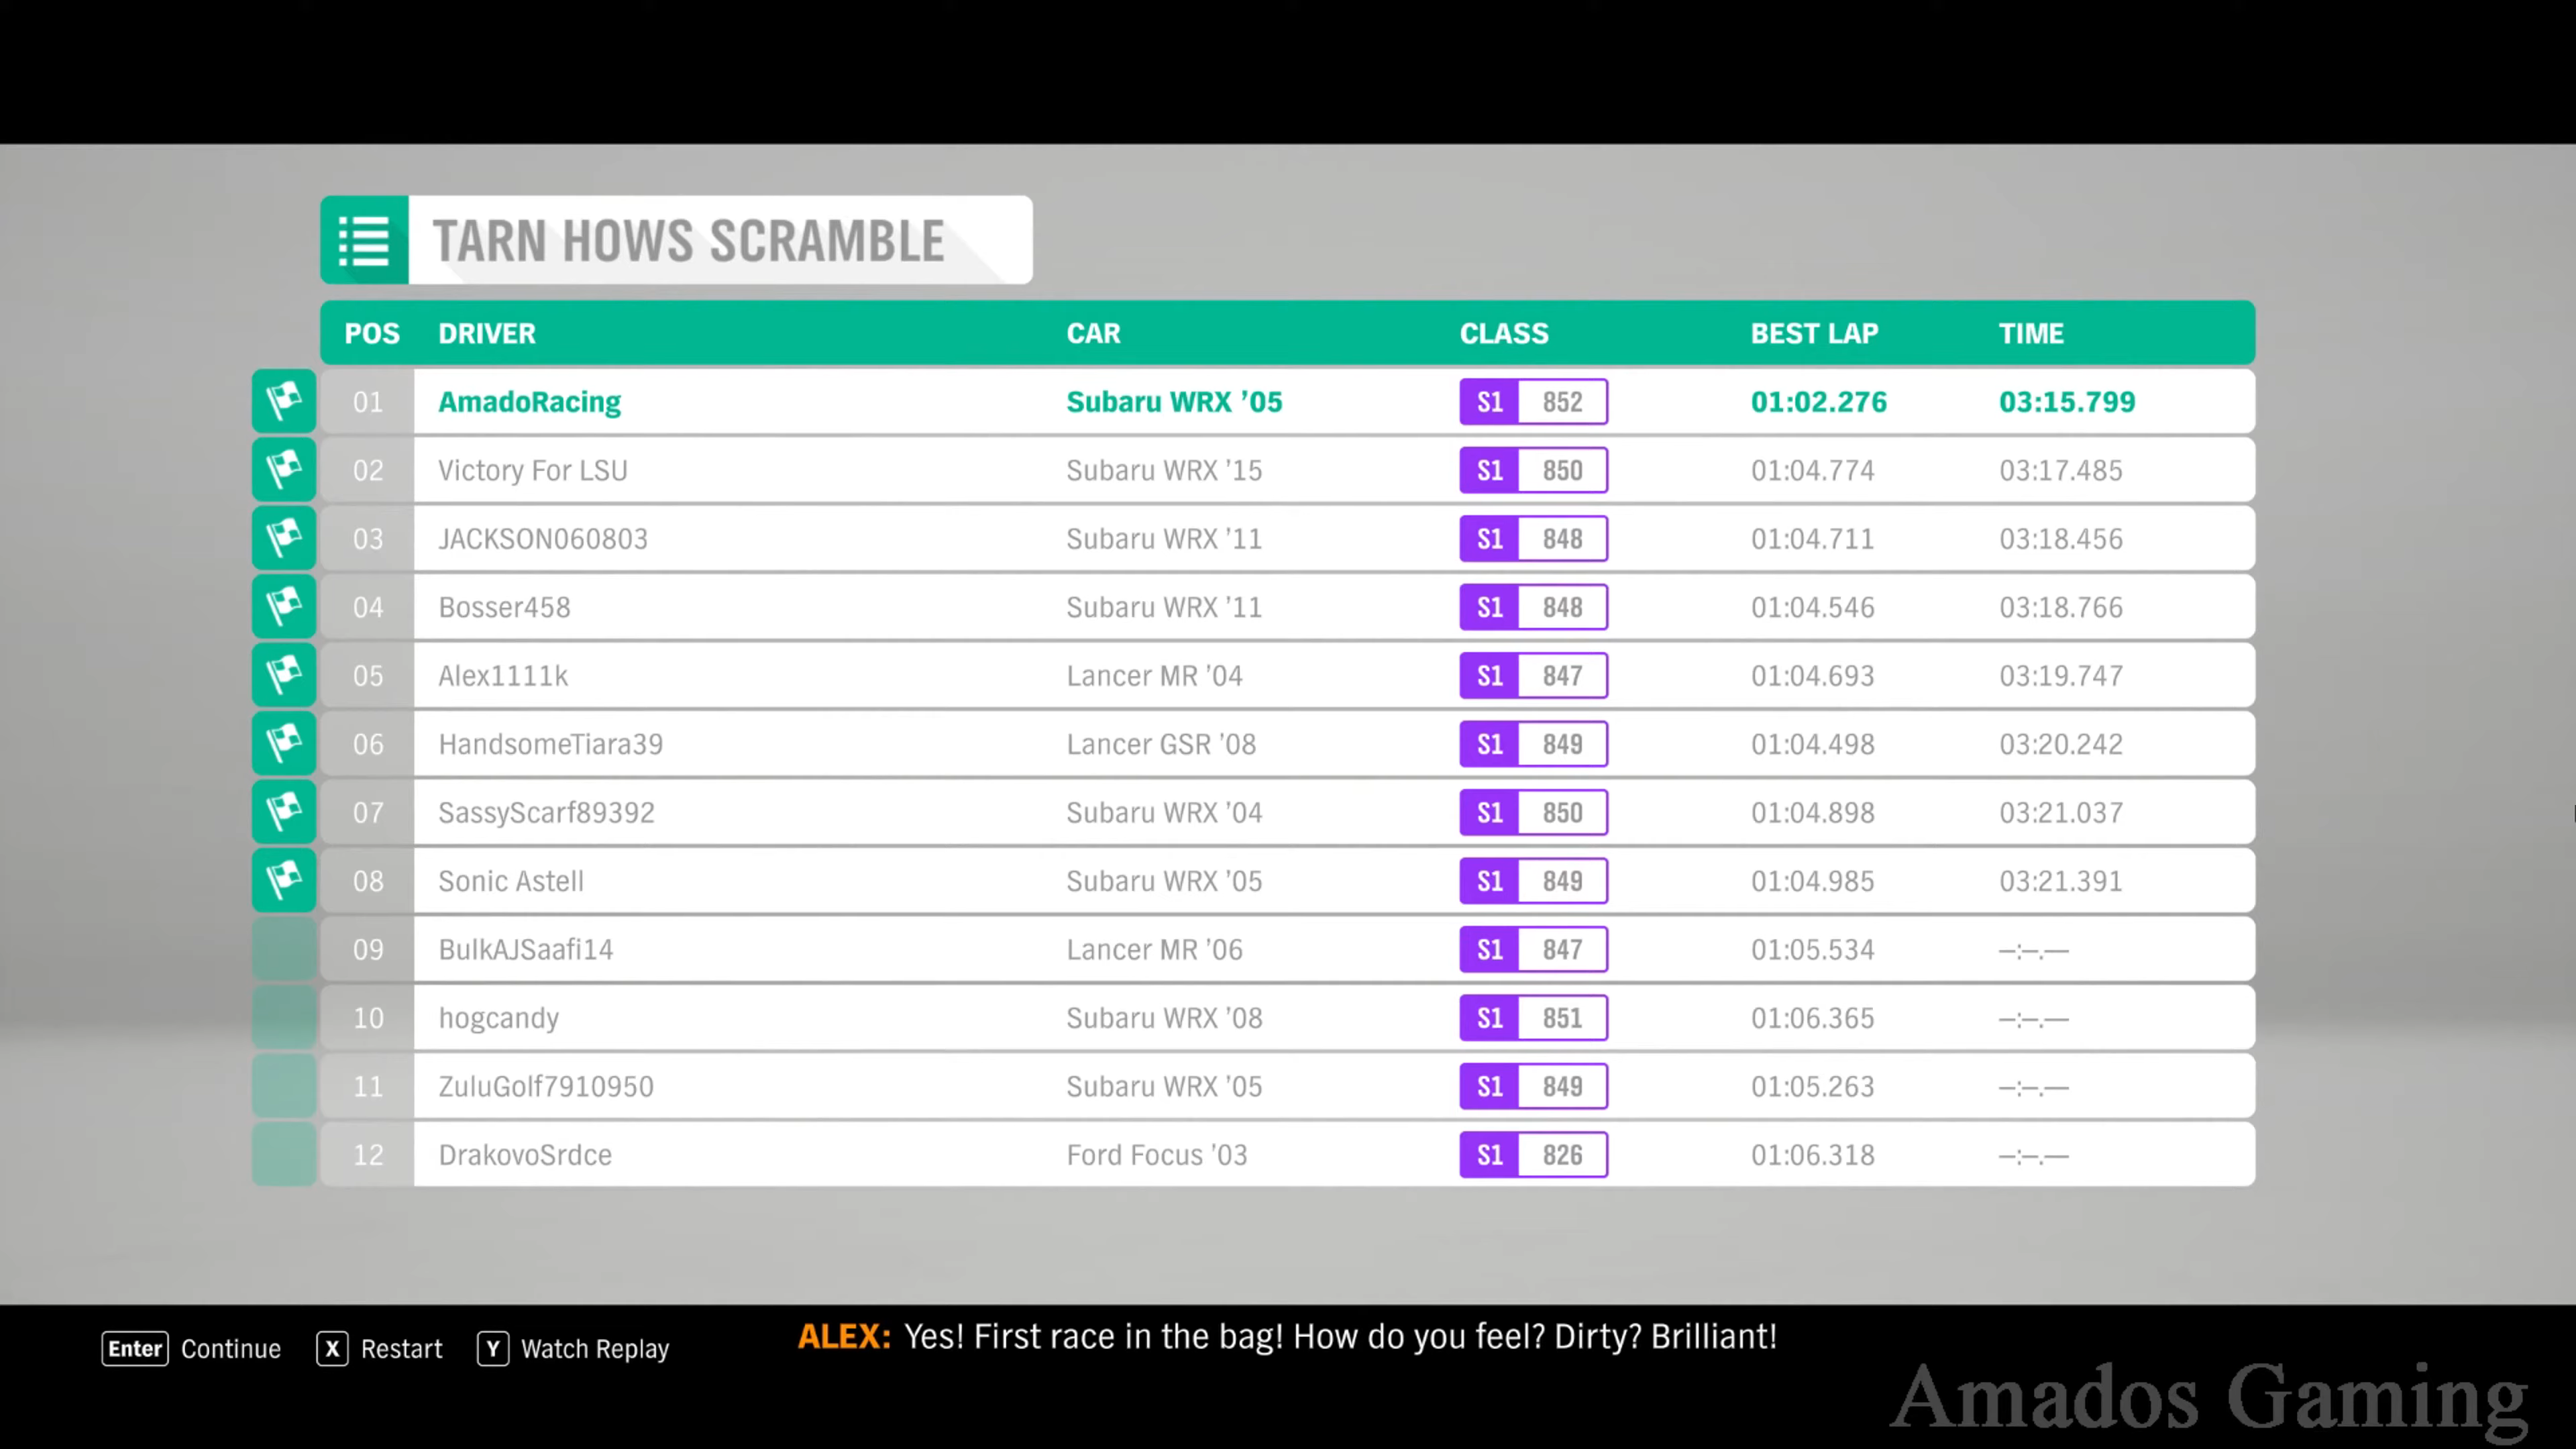 TARN HOWS SCRAMBLE
POS DRIVER CAR CLASS BEST LAP TIME
01 AmadoRacing Subaru WRX ’05 S1 852 01:02.276 03:15.799
02 Victory For LSU Subaru WRX ’15 S1 850 01:04.774 03:17.485
03 JACKSON060803 Subaru WRX ’11 S1 848 01:04.711 03:18.456
04 Bosser458 Subaru WRX ’11 S1 848 01:04.546 03:18.766
05 Alex1111k Lancer MR ’04 S1 847 01:04.693 03:19.747
06 HandsomeTiara39 Lancer GSR ’08 S1 849 01:04.498 03:20.242
07 SassyScarf89392 Subaru WRX ’04 S1 850 01:04.898 03:21.037
08 Sonic Astell Subaru WRX ’05 S1 849 01:04.985 03:21.391
09 BulkAJSaafi14 Lancer MR ’06 S1 847 01:05.534 –:–.—
10 hogcandy Subaru WRX ’08 S1 851 01:06.365 –:–.—
11 ZuluGolf7910950 Subaru WRX ’05 S1 849 01:05.263 –:–.—
12 DrakovoSrdce Ford Focus ’03 S1 826 01:06.318 –:–.—
Enter Continue X Restart Y Watch Replay ALEX: Yes! First race in the bag! How do you feel? Dirty? Brilliant!
Amados Gaming